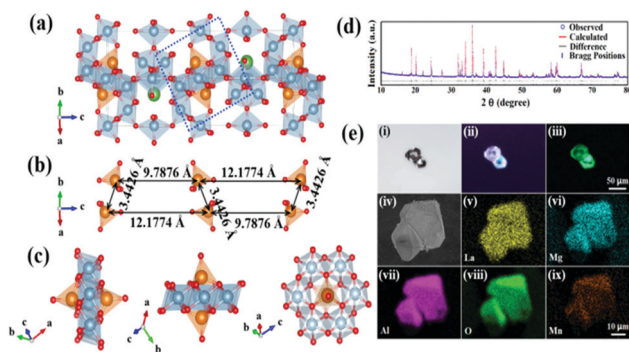 (a)
b
c
a
(b)
9.7876 Å
12.1774 Å
3.4426 Å
3.4426 Å
3.4426 Å
12.1774 Å
9.7876 Å
b
c
a
(c)
c
a
b
a
c
b
c
a
b
(d)
Intensity (a.u.)
Observed
Calculated
Difference
Bragg Positions
10 20 30 40 50 60 70 80
2 θ (degree)
(e)
(i)
(ii)
(iii)
50 μm
(iv)
(v)
La
(vi)
Mg
(vii)
Al
(viii)
O
(ix)
Mn
10 μm